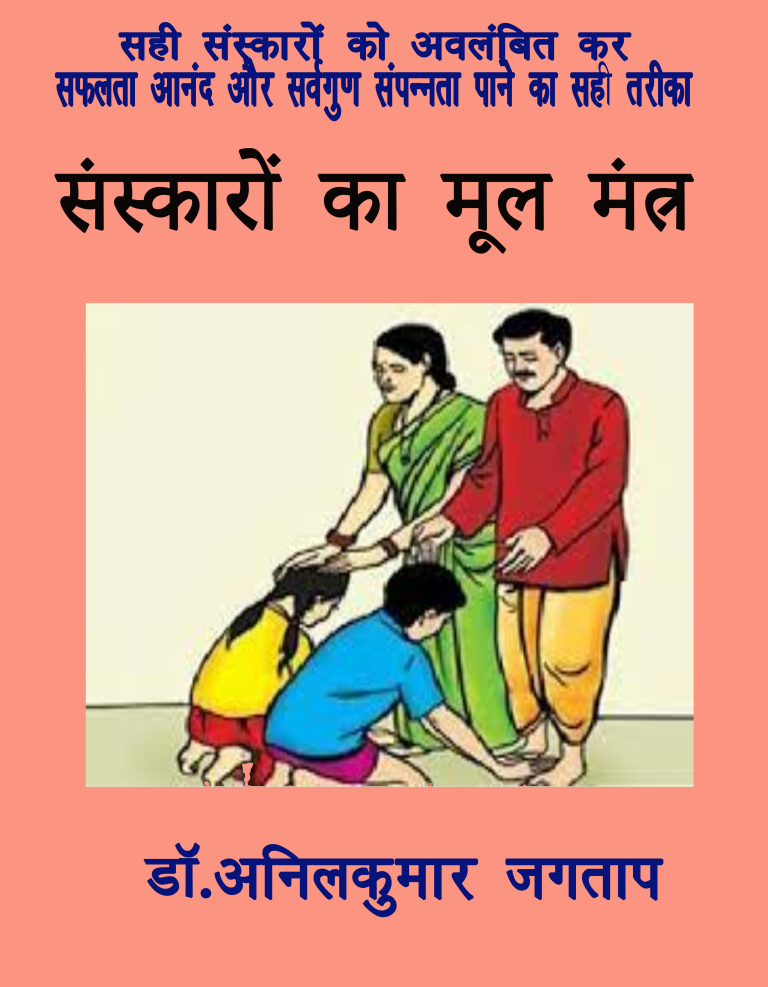 सही संस्कारों को अवलंबित कर
सफलता आनंद और सर्वगुण संपन्नता पाने का सही तरीका
संस्कारों का मूल मंत्र
डॉ.अनिलकुमार जगताप